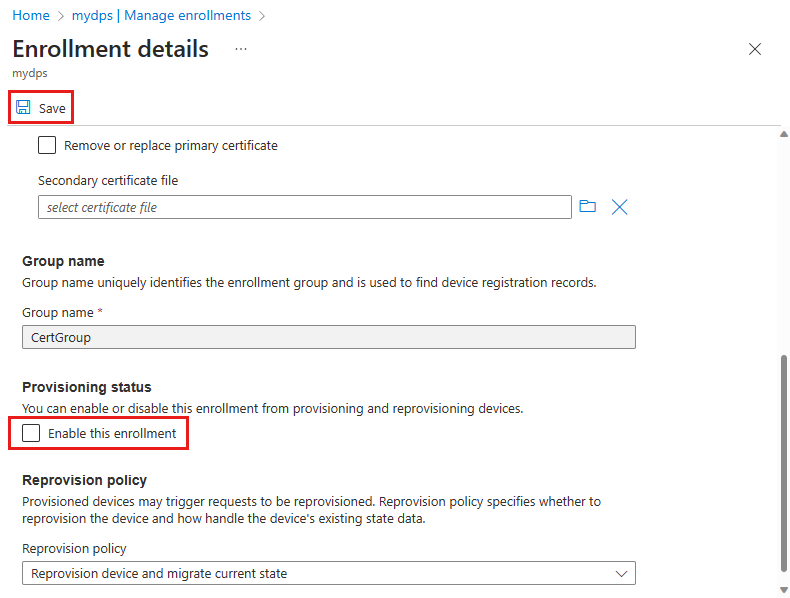 Home > mydps | Manage enrollments >
Enrollment details ...
mydps
Save
Remove or replace primary certificate
Secondary certificate file
select certificate file
Group name
Group name uniquely identifies the enrollment group and is used to find device registration records.
Group name *
CertGroup
Provisioning status
You can enable or disable this enrollment from provisioning and reprovisioning devices.
Enable this enrollment
Reprovision policy
Provisioned devices may trigger requests to be reprovisioned. Reprovision policy specifies whether to
reprovision the device and how handle the device's existing state data.
Reprovision policy
Reprovision device and migrate current state